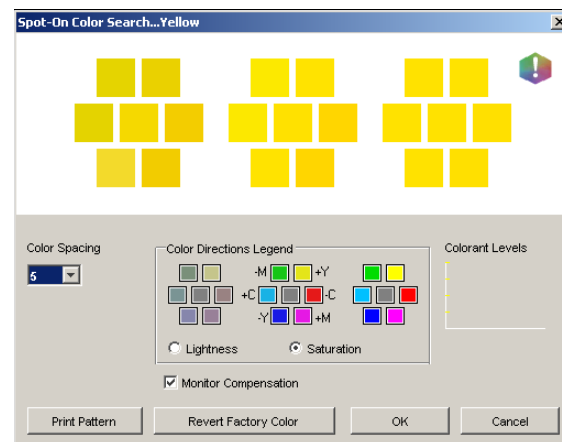 Spot-On Color Search...Yellow
Color Spacing
5
Color Directions Legend
-M +Y
+C -C
-Y +M
Lightness
Saturation
Colorant Levels
Monitor Compensation
Print Pattern
Revert Factory Color
OK
Cancel